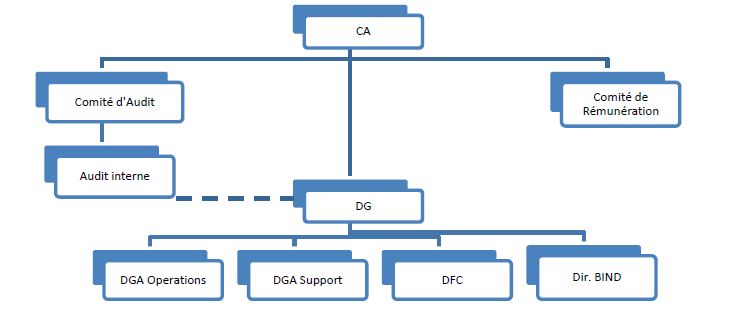 CA
Comité d'Audit
Comité de
Rémunération
Audit interne
DG
DGA Operations
DGA Support
DFC
Dir. BIND